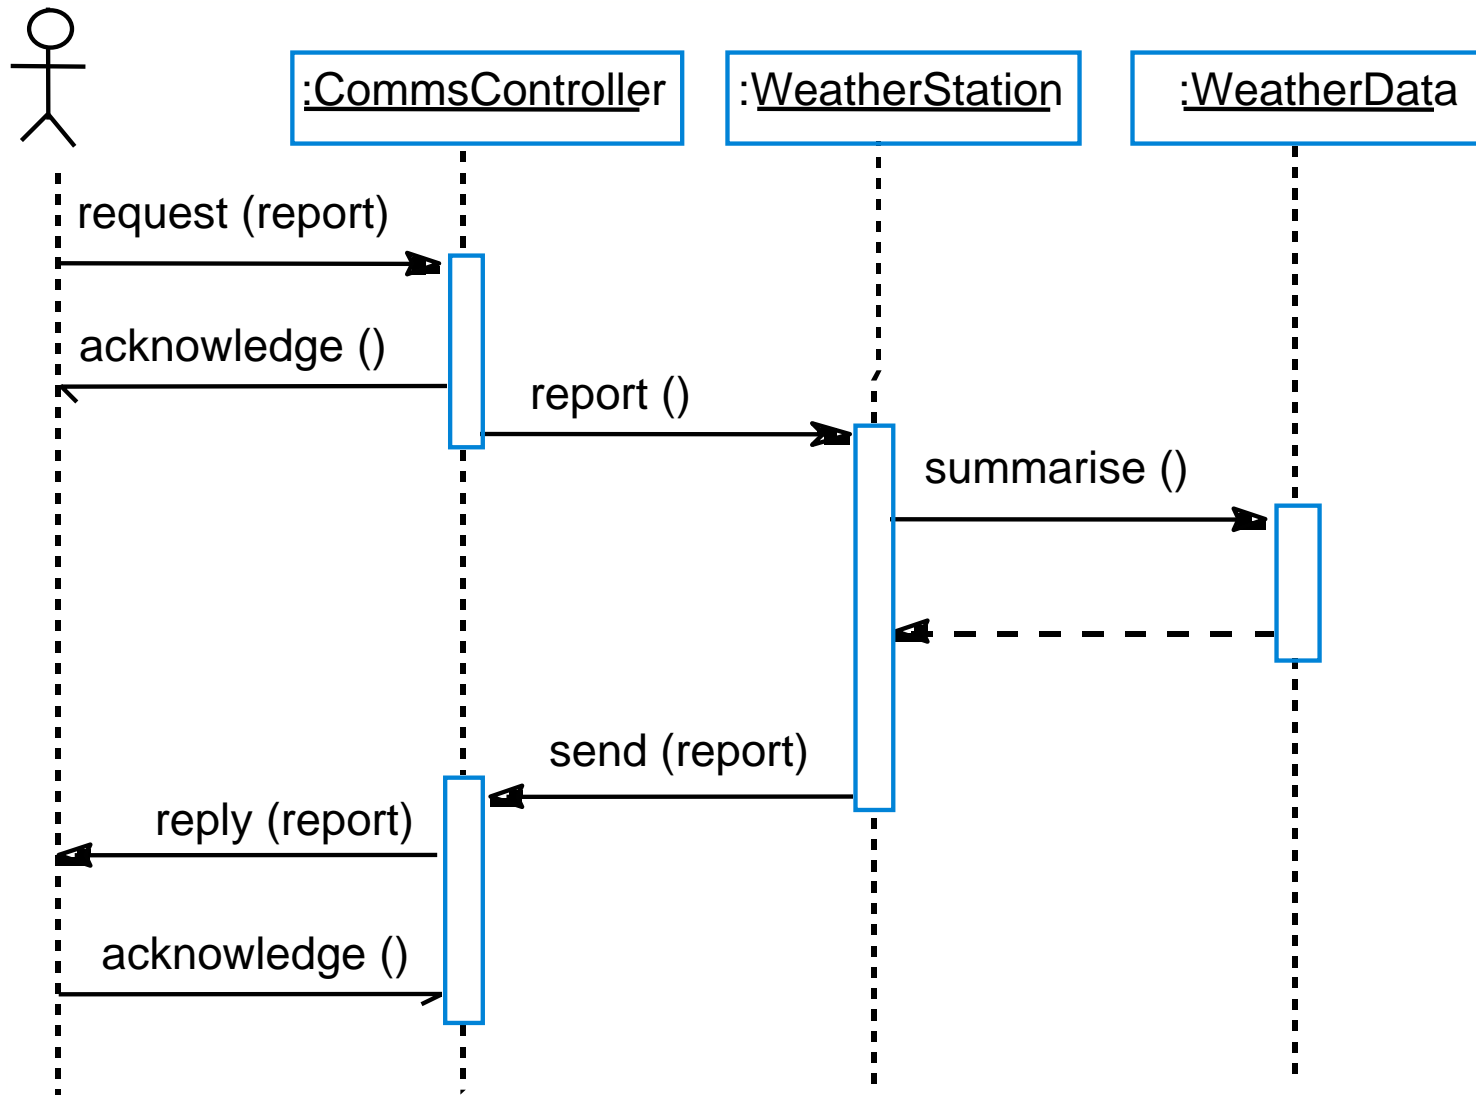 :CommsController
:WeatherStation
:WeatherData
request (report)
acknowledge ()
report ()
summarise ()
send (report)
reply (report)
acknowledge ()